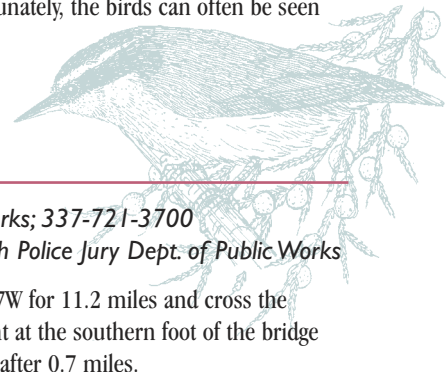 unately, the birds can often be seen
rks; 337-721-3700
h Police Jury Dept. of Public Works
7W for 11.2 miles and cross the
t at the southern foot of the bridge
after 0.7 miles.